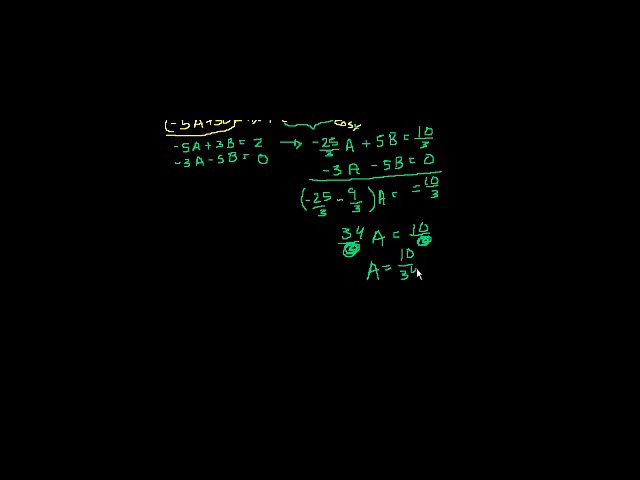 cosx
-5A+3B=2 → -25/3 A + 5B = 10/3
-3A-5B=0 -3A - 5B = 0
(-25/3 - 9/3)A= =10/3
34 A = 10
A = 10/34